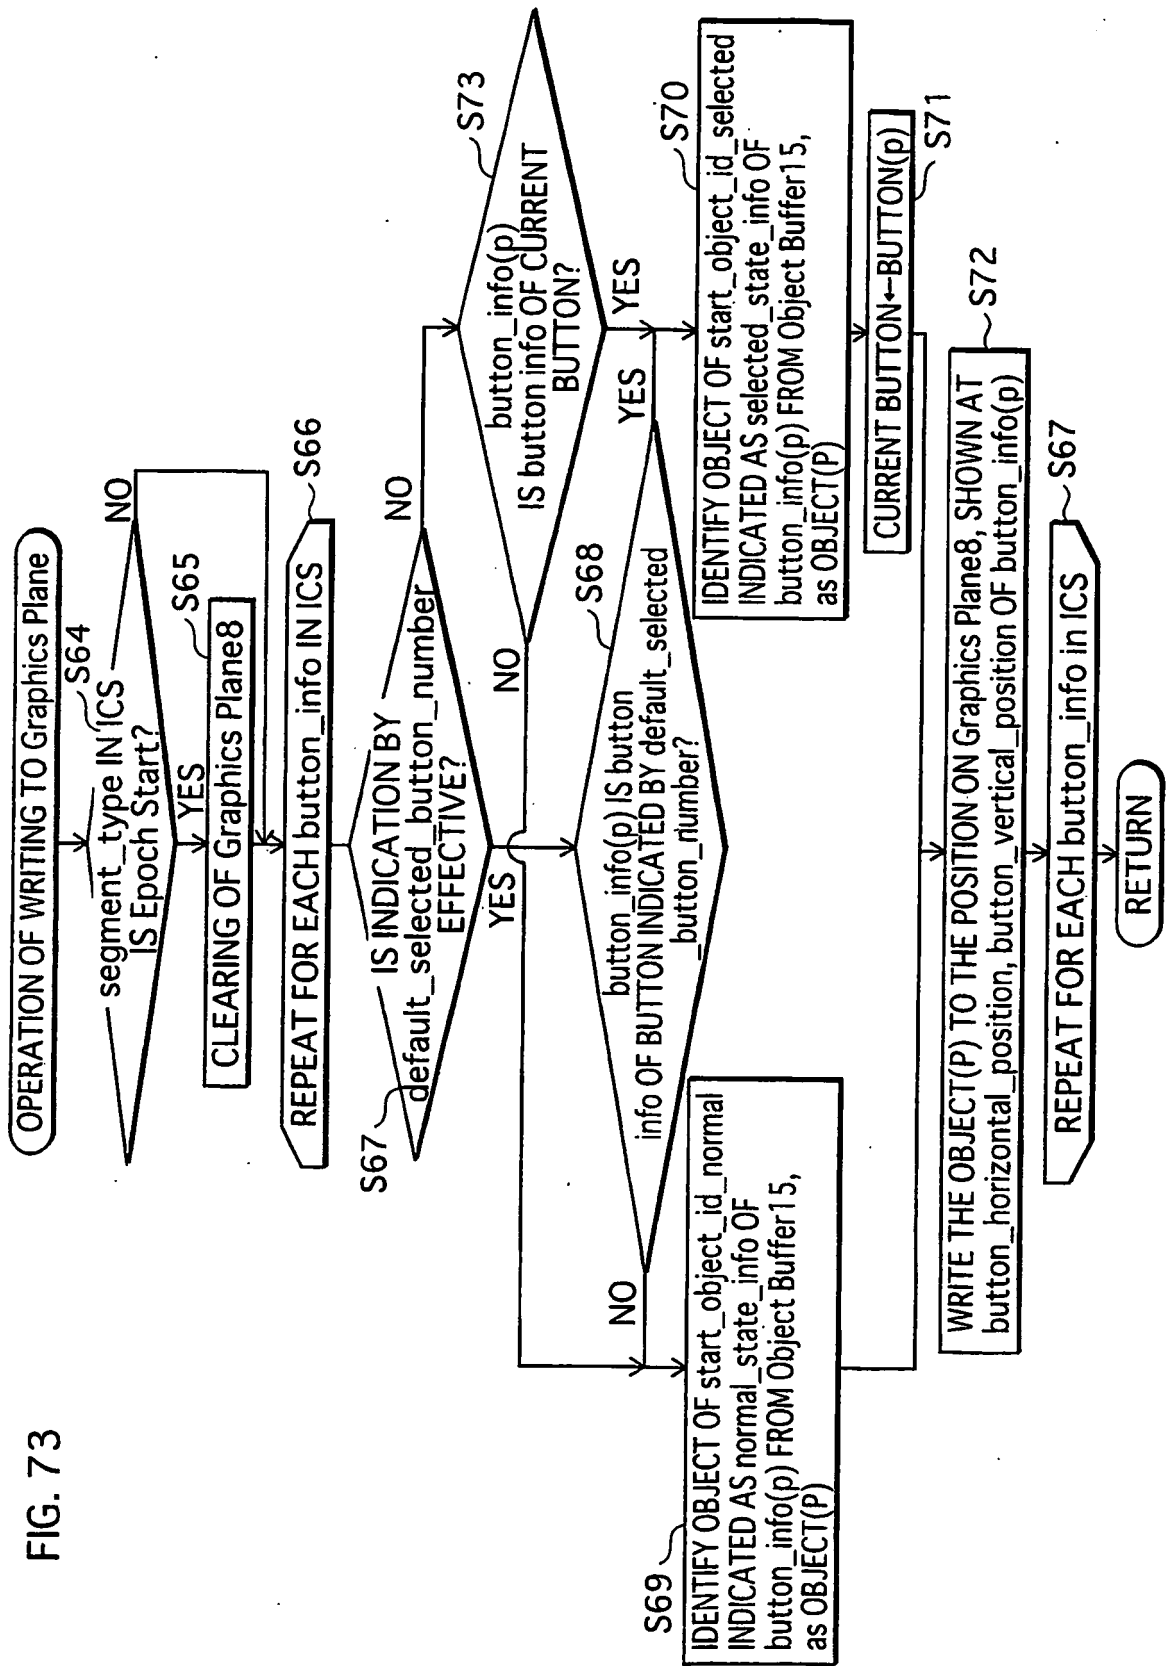 FIG. 73
OPERATION OF WRITING TO Graphics Plane
S64
segment_type IN ICS
IS Epoch Start?
NO
YES
S65
CLEARING OF Graphics Plane8
S66
REPEAT FOR EACH button_info IN ICS
S67
IS INDICATION BY
default_selected_button_number
EFFECTIVE?
NO
YES
S73
button_info(p)
IS button info OF CURRENT
BUTTON?
NO
YES
S68
button_info(p) IS button
info OF BUTTON INDICATED BY default_selected
_button_number?
NO
YES
S69
IDENTIFY OBJECT OF start_object_id_normal
INDICATED AS normal_state_info OF
button_info(p) FROM Object Buffer15,
as OBJECT(P)
S70
IDENTIFY OBJECT OF start_object_id_selected
INDICATED AS selected_state_info OF
button_info(p) FROM Object Buffer15,
as OBJECT(P)
CURRENT BUTTON←BUTTON(p)
S71
S72
WRITE THE OBJECT(P) TO THE POSITION ON Graphics Plane8, SHOWN AT
button_horizontal_position, button_vertical_position OF button_info(p)
S67
REPEAT FOR EACH button_info in ICS
RETURN